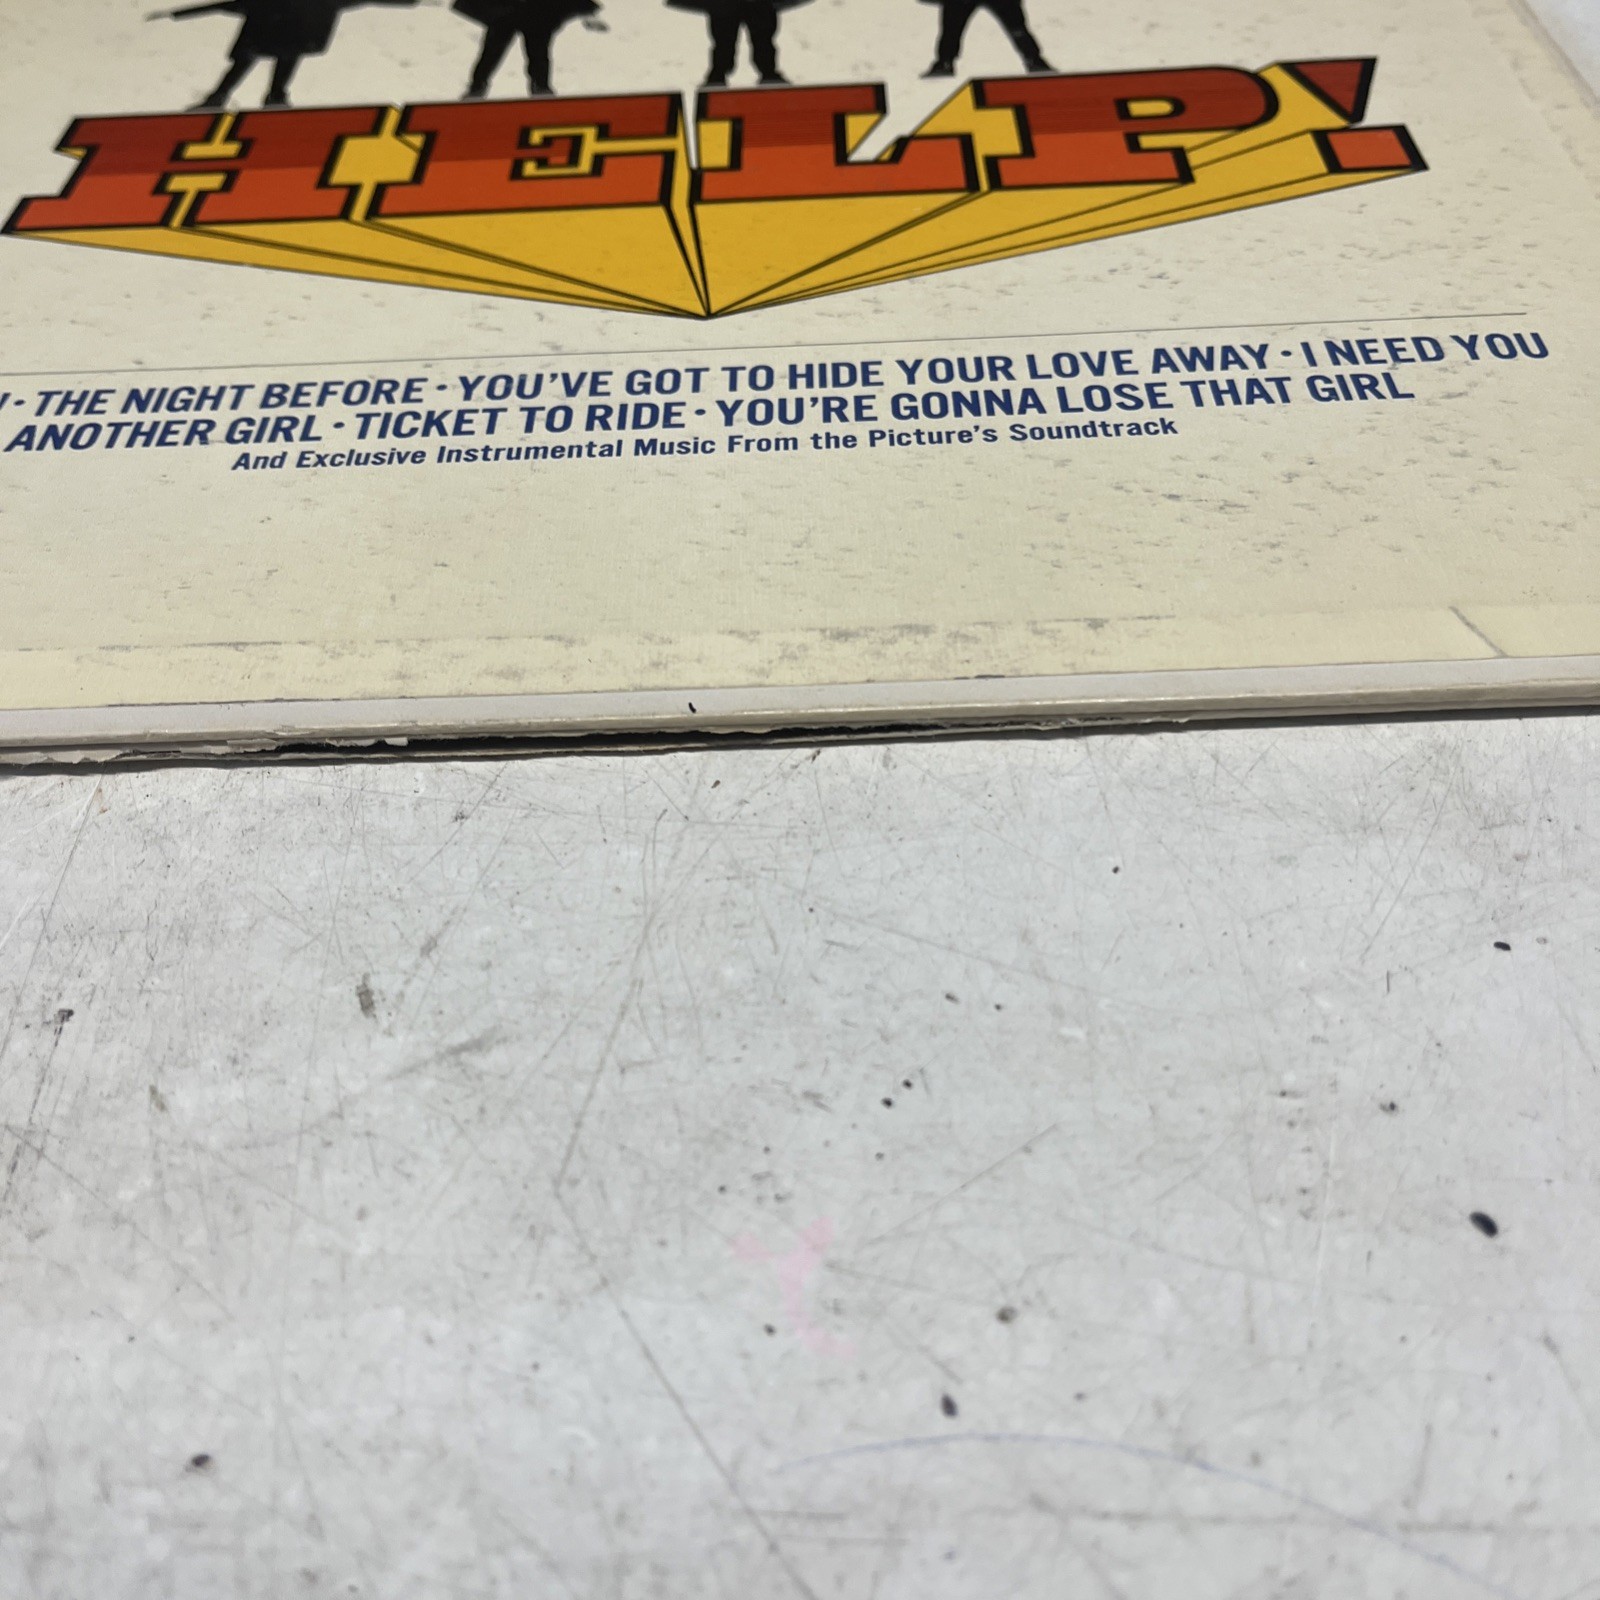 HELP!
· THE NIGHT BEFORE · YOU'VE GOT TO HIDE YOUR LOVE AWAY · I NEED YOU
ANOTHER GIRL · TICKET TO RIDE · YOU'RE GONNA LOSE THAT GIRL
And Exclusive Instrumental Music From the Picture's Soundtrack